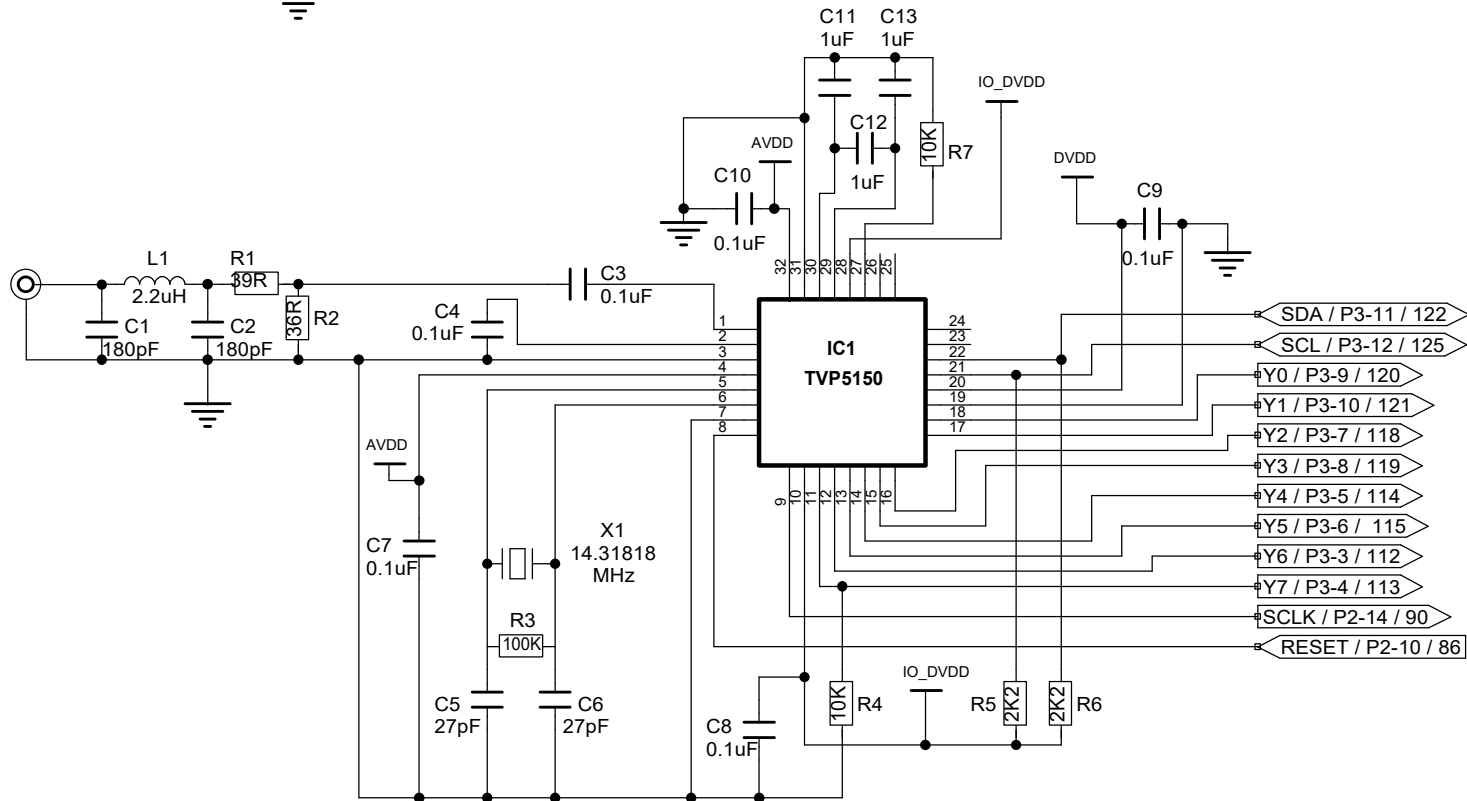 C11 C13
1uF 1uF
IO_DVDD
C12
1uF
10K
R7
AVDD
C10
0.1uF
DVDD
C9
0.1uF
32 31 30 29 28 27 26 25
L1
2.2uH
R1
39R
36R
R2
C1
180pF
C2
180pF
C3
0.1uF
C4
0.1uF
1
2
3
4
5
6
7
8
IC1
TVP5150
24
23
22
21
20
19
18
17
9 10 11 12 13 14 15 16
SDA / P3-11 / 122
SCL / P3-12 / 125
Y0 / P3-9 / 120
Y1 / P3-10 / 121
Y2 / P3-7 / 118
Y3 / P3-8 / 119
Y4 / P3-5 / 114
Y5 / P3-6 / 115
Y6 / P3-3 / 112
Y7 / P3-4 / 113
SCLK / P2-14 / 90
RESET / P2-10 / 86
AVDD
C7
0.1uF
X1
14.31818
MHz
R3
100K
C5
27pF
C6
27pF
C8
0.1uF
10K
R4
IO_DVDD
R5
2K2
2K2
R6